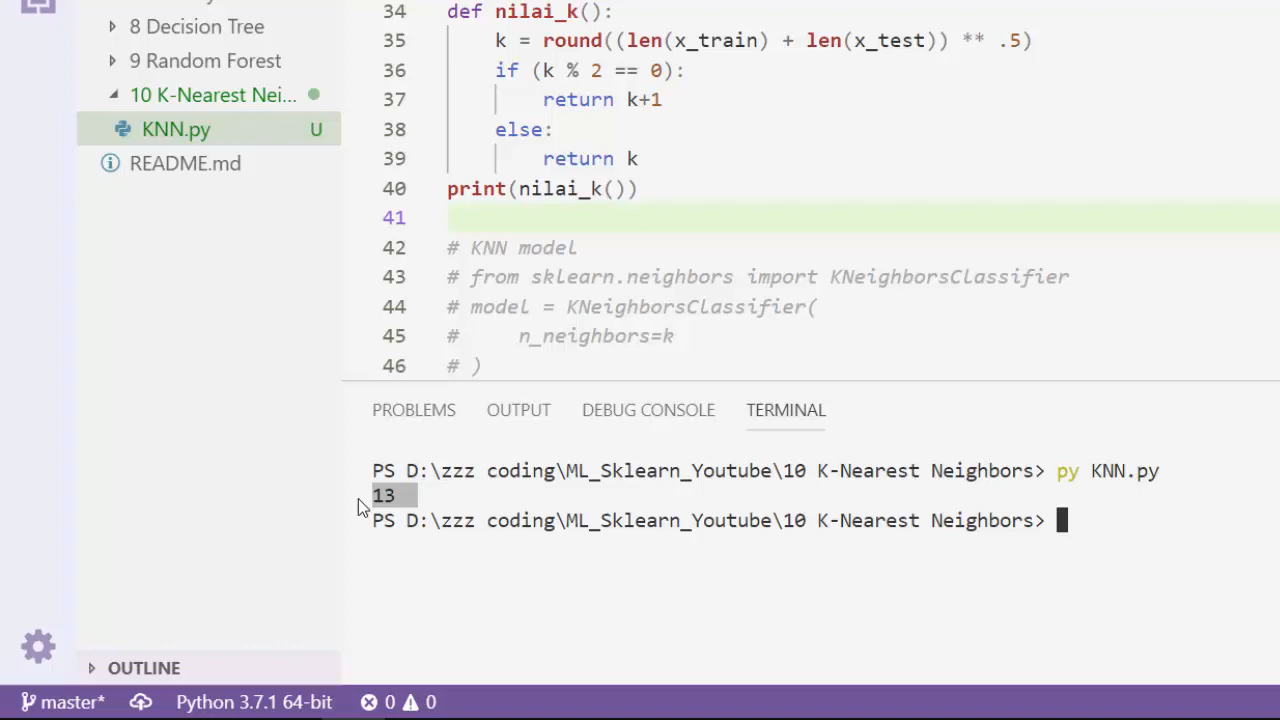 8 Decision Tree
9 Random Forest
10 K-Nearest Nei...
KNN.py U
README.md
OUTLINE
34 def nilai_k():
35 k = round((len(x_train) + len(x_test)) ** .5)
36 if (k % 2 == 0):
37 return k+1
38 else:
39 return k
40 print(nilai_k())
41
42 # KNN model
43 # from sklearn.neighbors import KNeighborsClassifier
44 # model = KNeighborsClassifier(
45 # n_neighbors=k
46 # )
PROBLEMS OUTPUT DEBUG CONSOLE TERMINAL
PS D:\zzz coding\ML_Sklearn_Youtube\10 K-Nearest Neighbors> py KNN.py
13
PS D:\zzz coding\ML_Sklearn_Youtube\10 K-Nearest Neighbors>
master* Python 3.7.1 64-bit 0 0